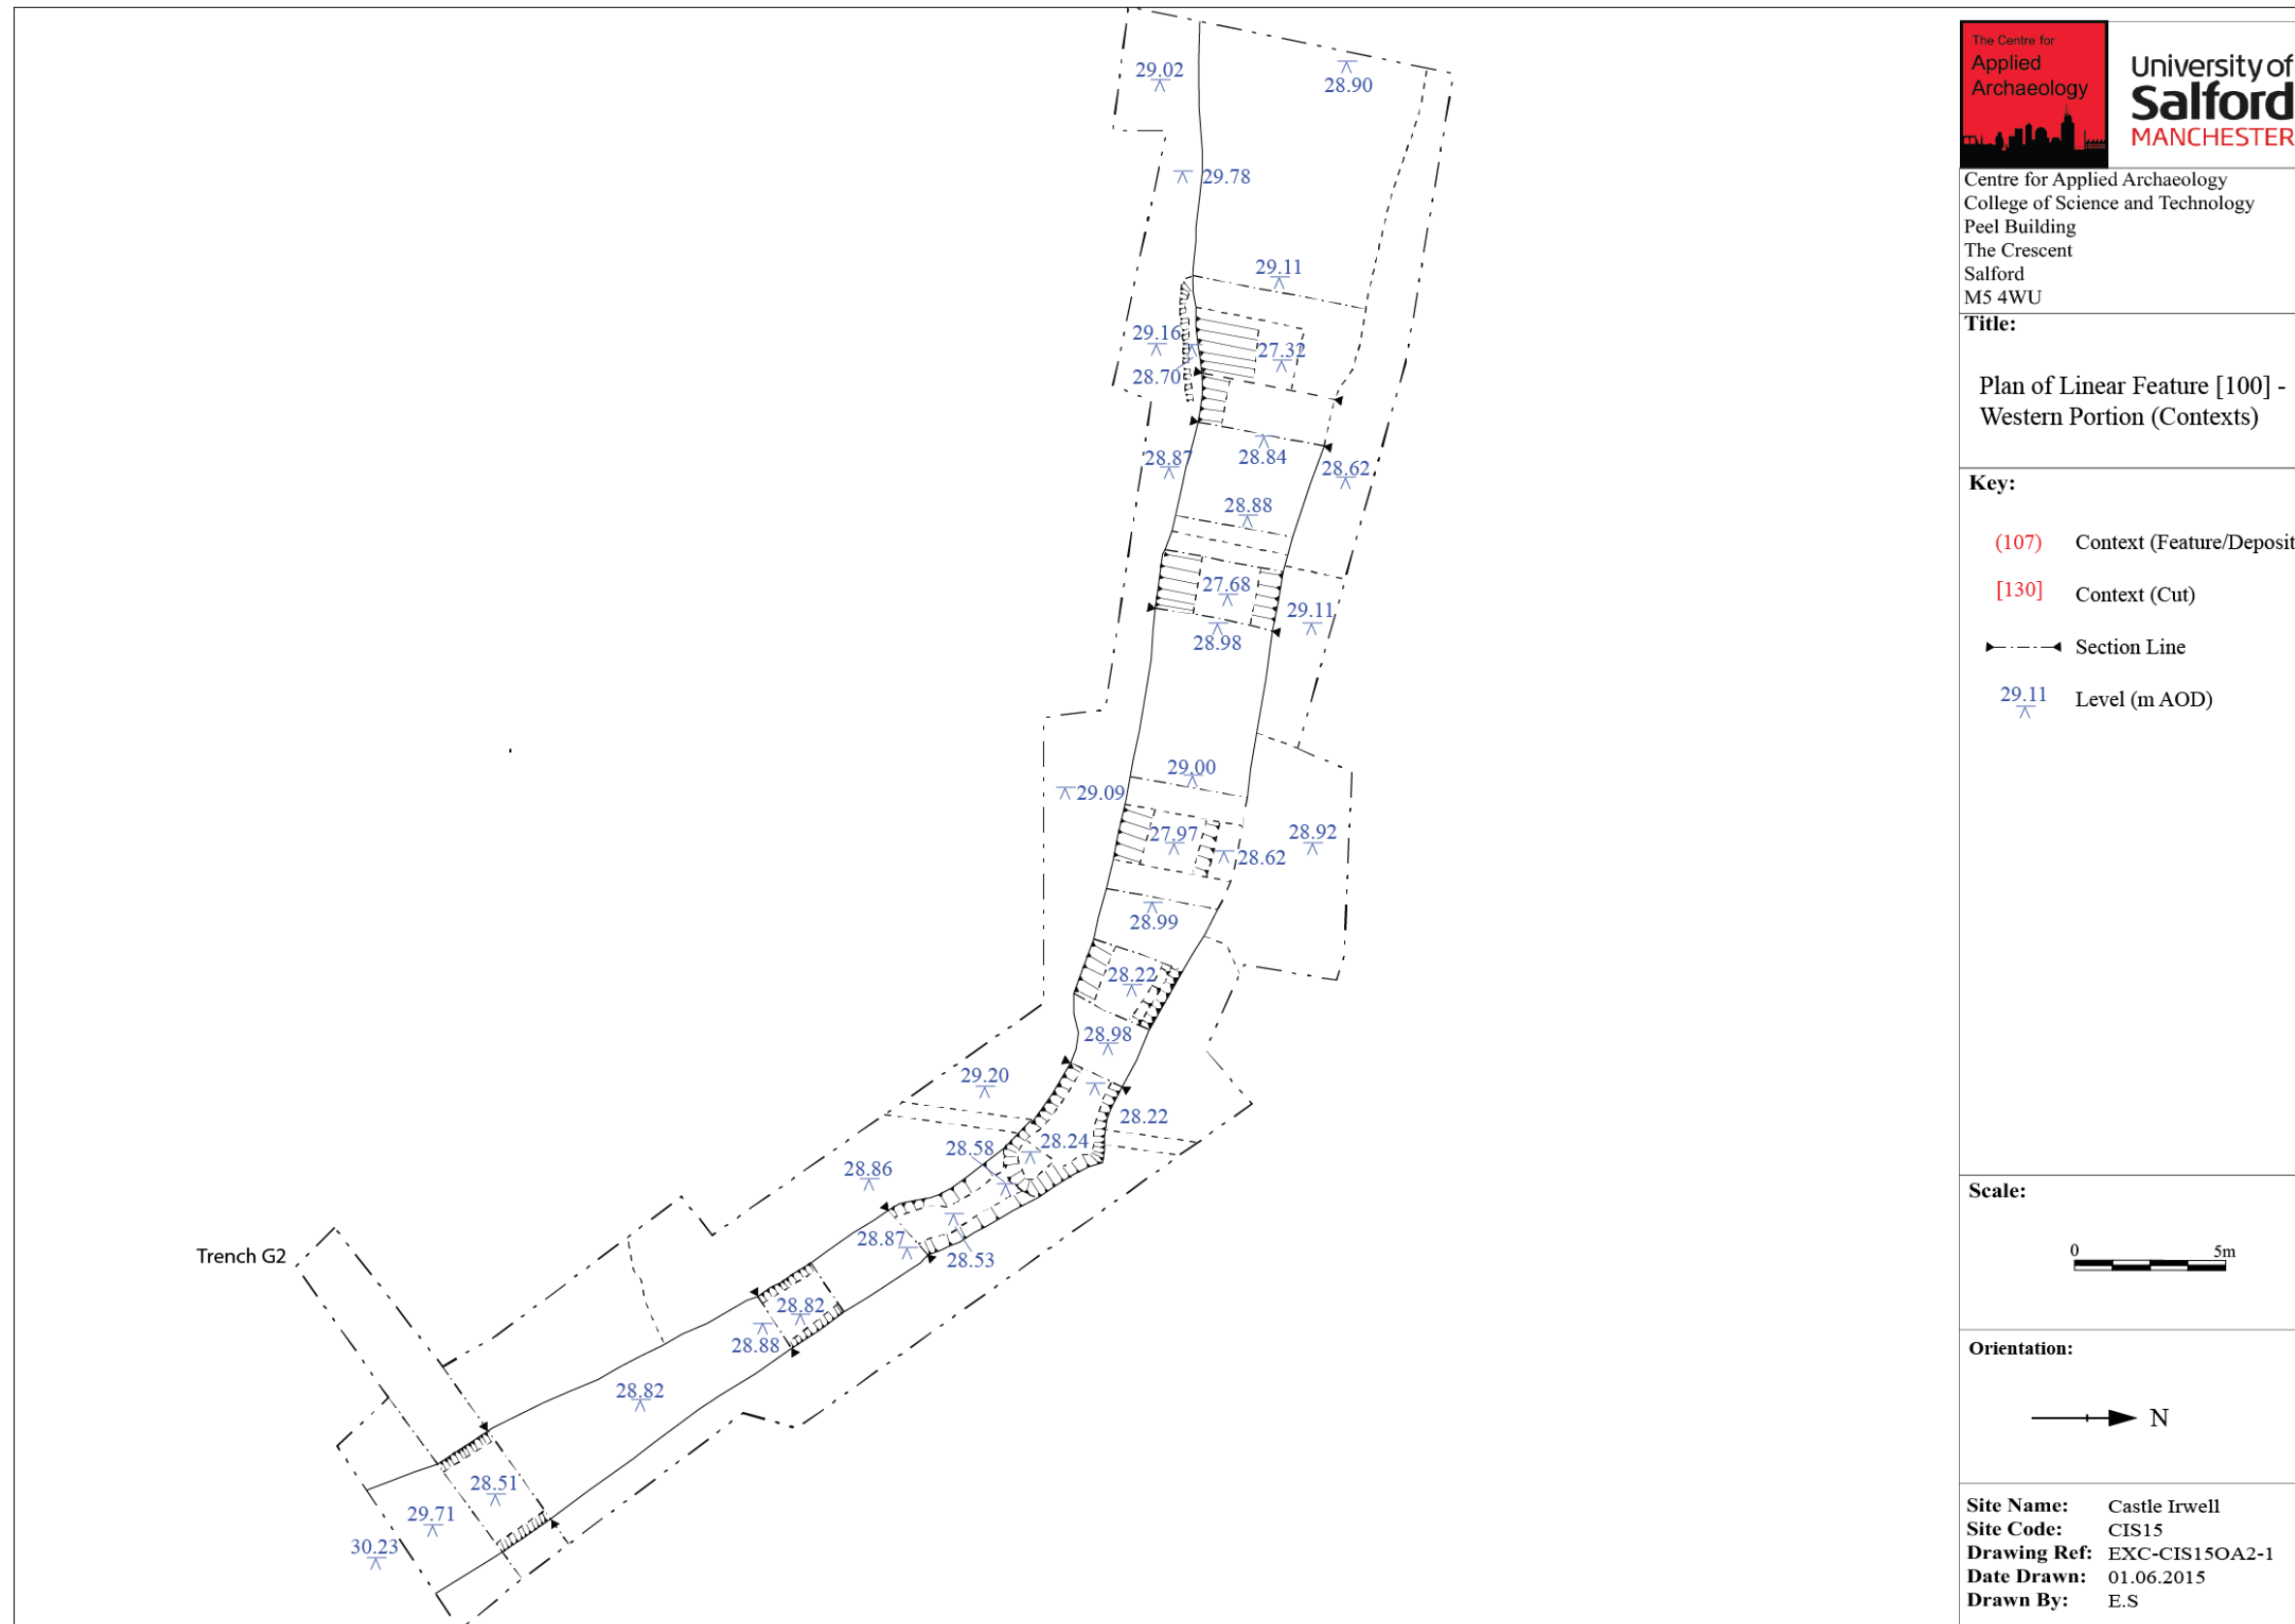 29.02
28.90
29.78
29.11
29.16
27.32
28.70
28.87
28.84
28.62
28.88
27.68
29.11
28.98
29.00
29.09
27.97
28.92
28.62
28.99
28.22
28.98
29.20
28.22
28.58
28.24
28.86
28.87
28.53
Trench G2
28.82
28.88
28.82
28.51
29.71
30.23
The Centre for
Applied
Archaeology
University of
Salford
MANCHESTER
Centre for Applied Archaeology
College of Science and Technology
Peel Building
The Crescent
Salford
M5 4WU
Title:
Plan of Linear Feature [100] -
Western Portion (Contexts)
Key:
(107) Context (Feature/Deposit
[130] Context (Cut)
Section Line
29.11 Level (m AOD)
Scale:
0 5m
Orientation:
N
Site Name: Castle Irwell
Site Code: CIS15
Drawing Ref: EXC-CIS15OA2-1
Date Drawn: 01.06.2015
Drawn By: E.S